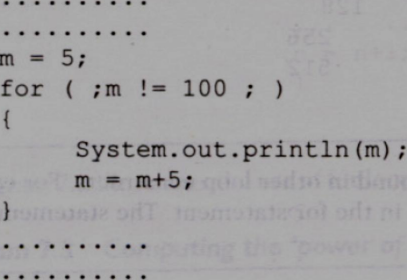 ............
............
m = 5;
for ( ;m != 100 ; )
{
System.out.println(m);
m = m+5;
}
............
............